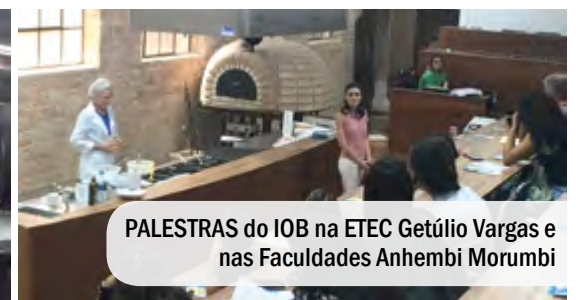 PALESTRAS do IOB na ETEC Getúlio Vargas e
nas Faculdades Anhembi Morumbi